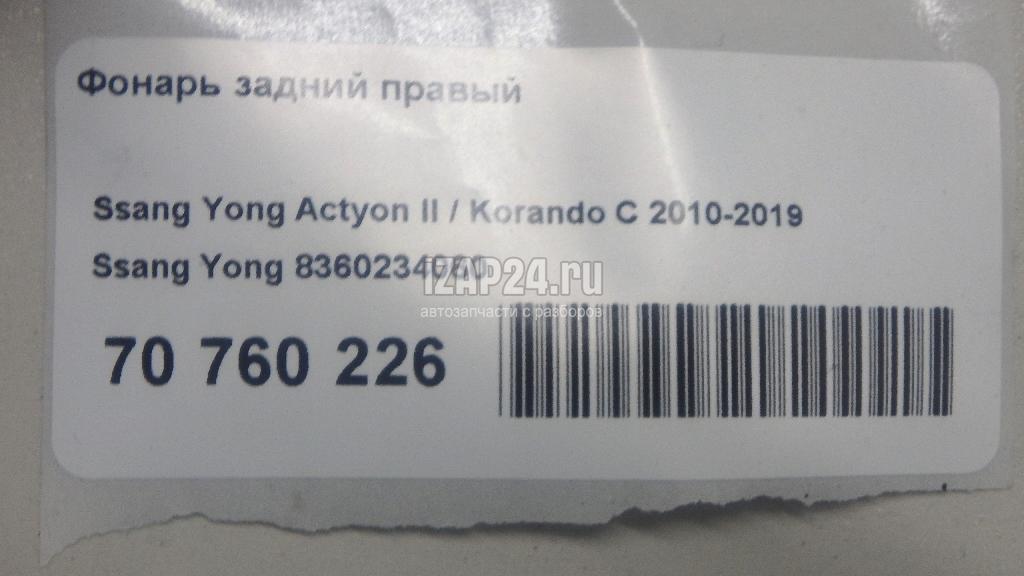 Фонарь задний правый
Ssang Yong Actyon II / Korando C 2010-2019
Ssang Yong
IZAP24.ru
автозапчасти с разборов
70 760 226